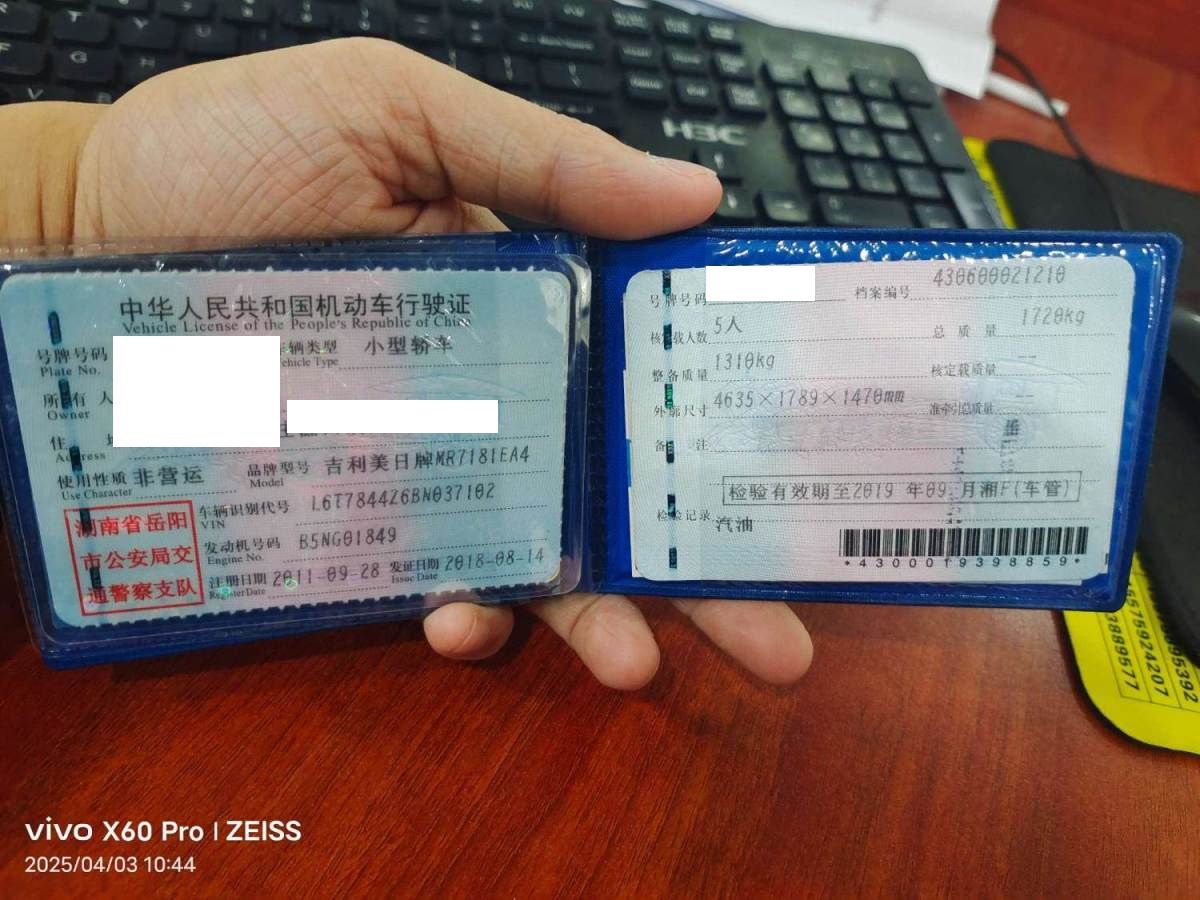 H3C
中华人民共和国机动车行驶证
Vehicle License of the People's Republic of China
号牌号码
Plate No.
车辆类型 小型轿车
Vehicle Type
所有人
Owner
住
Address
使用性质 非营运 品牌型号 吉利美日牌MR7181EA4
Use Character Model
车辆识别代号 L6T7844Z6BN037102
VIN
发动机号码 B5NG01849
Engine No.
注册日期 2011-09-28 发证日期 2018-08-14
Register Date Issue Date
湖南省岳阳
市公安局交
通警察支队
号牌号码 档案编号 430600021210
核定载人数 5人 总质量 1720kg
整备质量 1310kg 核定载质量 --
外廓尺寸 4635×1789×1470mm 准牵引总质量 --
备注
检验有效期至2019 年09 月湘F(车管)
检验记录 汽油
*4300019398859*
vivo X60 Pro | ZEISS
2025/04/03 10:44